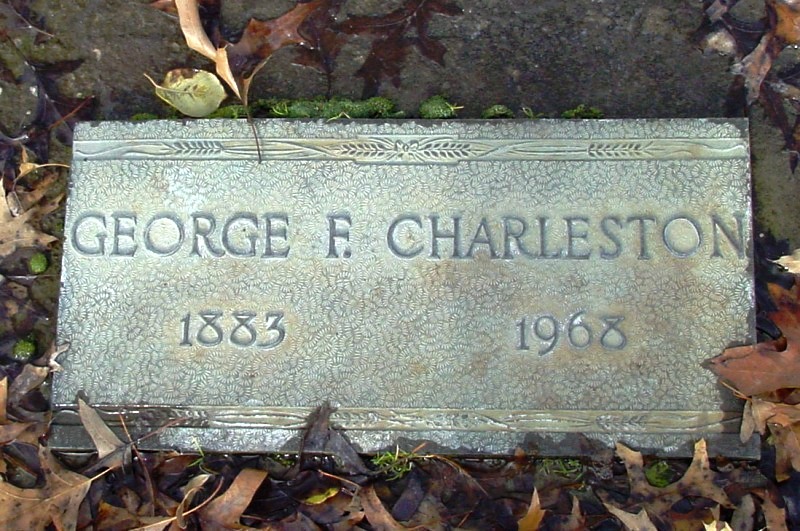 GEORGE F. CHARLESTON
1883 1968